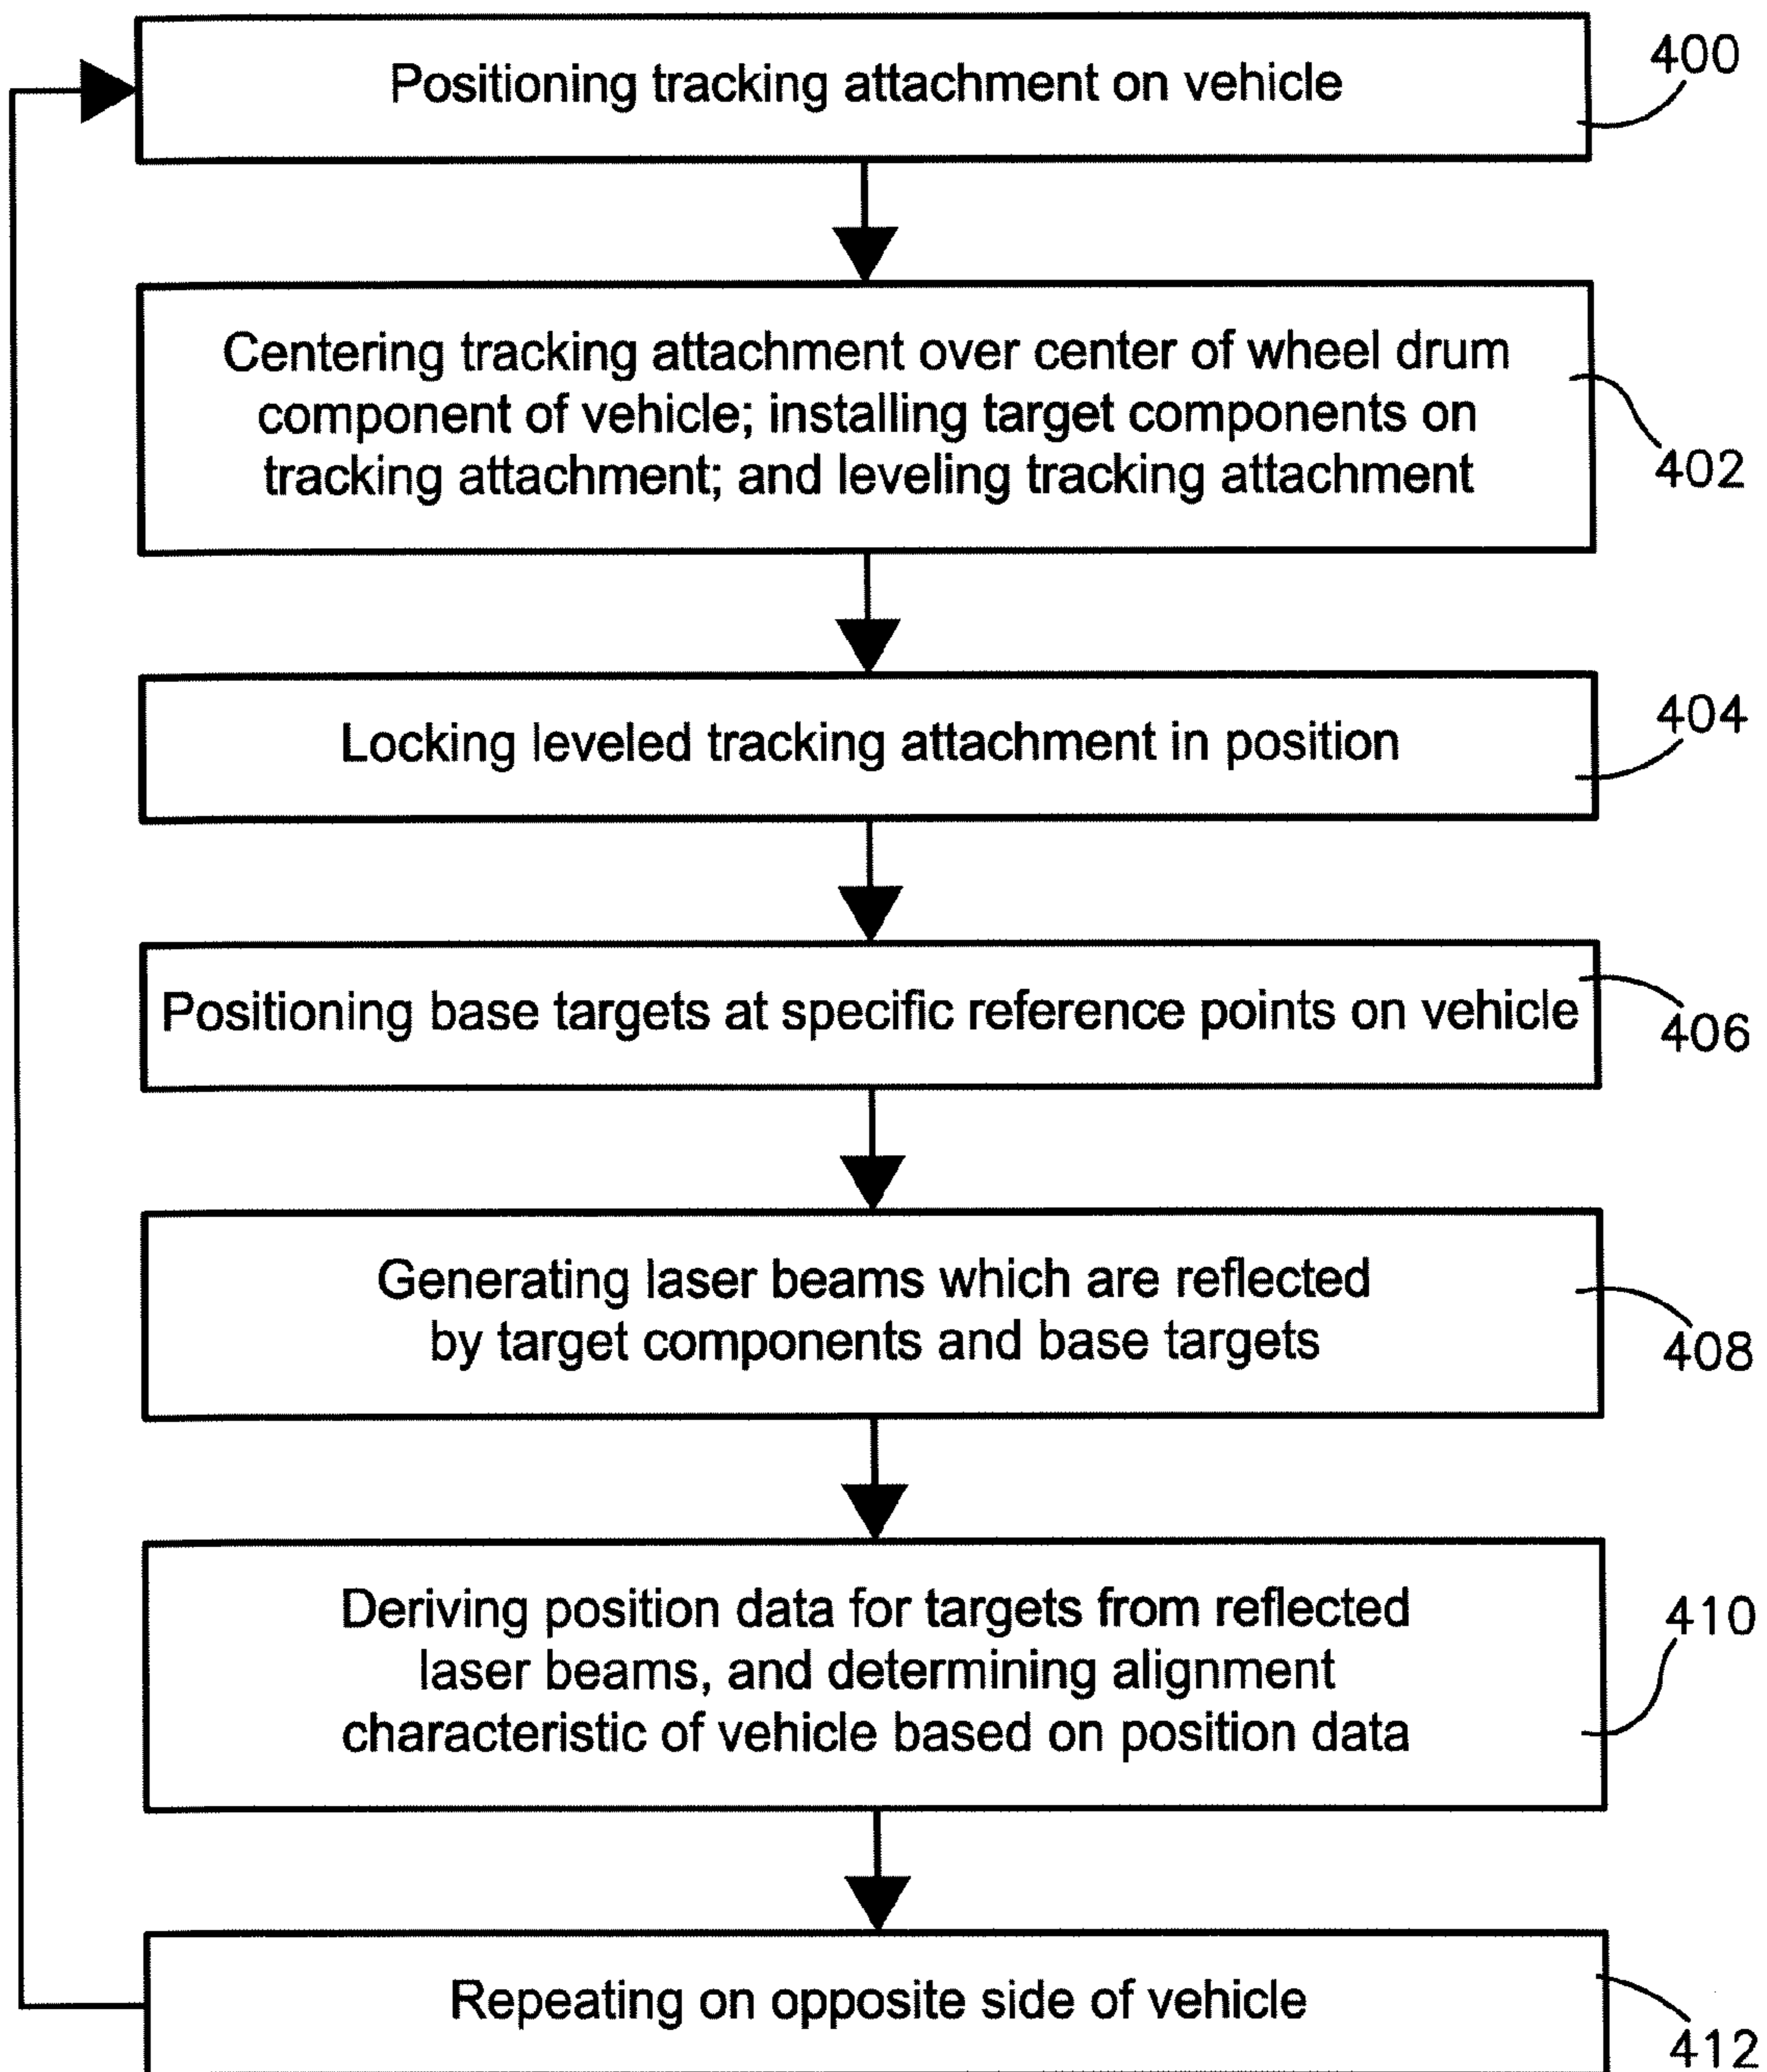 Positioning tracking attachment on vehicle
400
Centering tracking attachment over center of wheel drum
component of vehicle; installing target components on
tracking attachment; and leveling tracking attachment
402
Locking leveled tracking attachment in position
404
Positioning base targets at specific reference points on vehicle
406
Generating laser beams which are reflected
by target components and base targets
408
Deriving position data for targets from reflected
laser beams, and determining alignment
characteristic of vehicle based on position data
410
Repeating on opposite side of vehicle
412